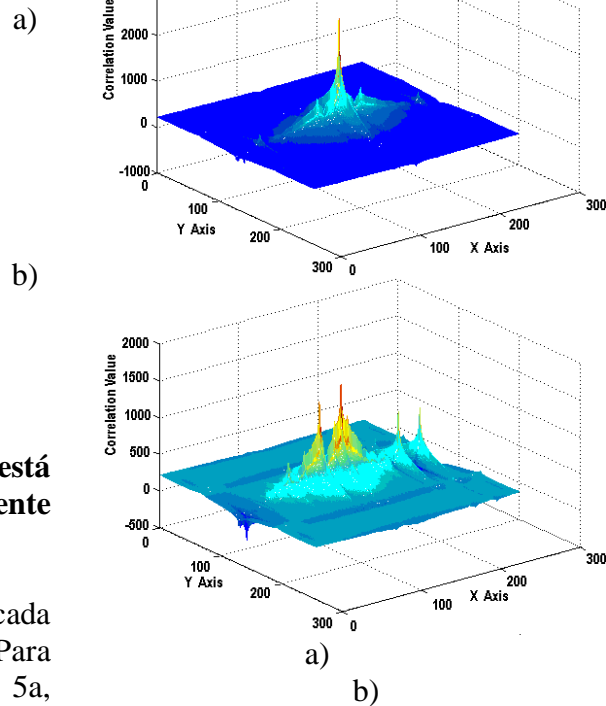 a)
Correlation Value
2000
1000
0
-1000
0
100
200
300
Y Axis
0
100
200
300
X Axis
b)
Correlation Value
2000
1500
1000
500
0
-500
0
100
200
300
Y Axis
0
100
200
300
X Axis
está
ente
cada
Para
5a,
a)
b)